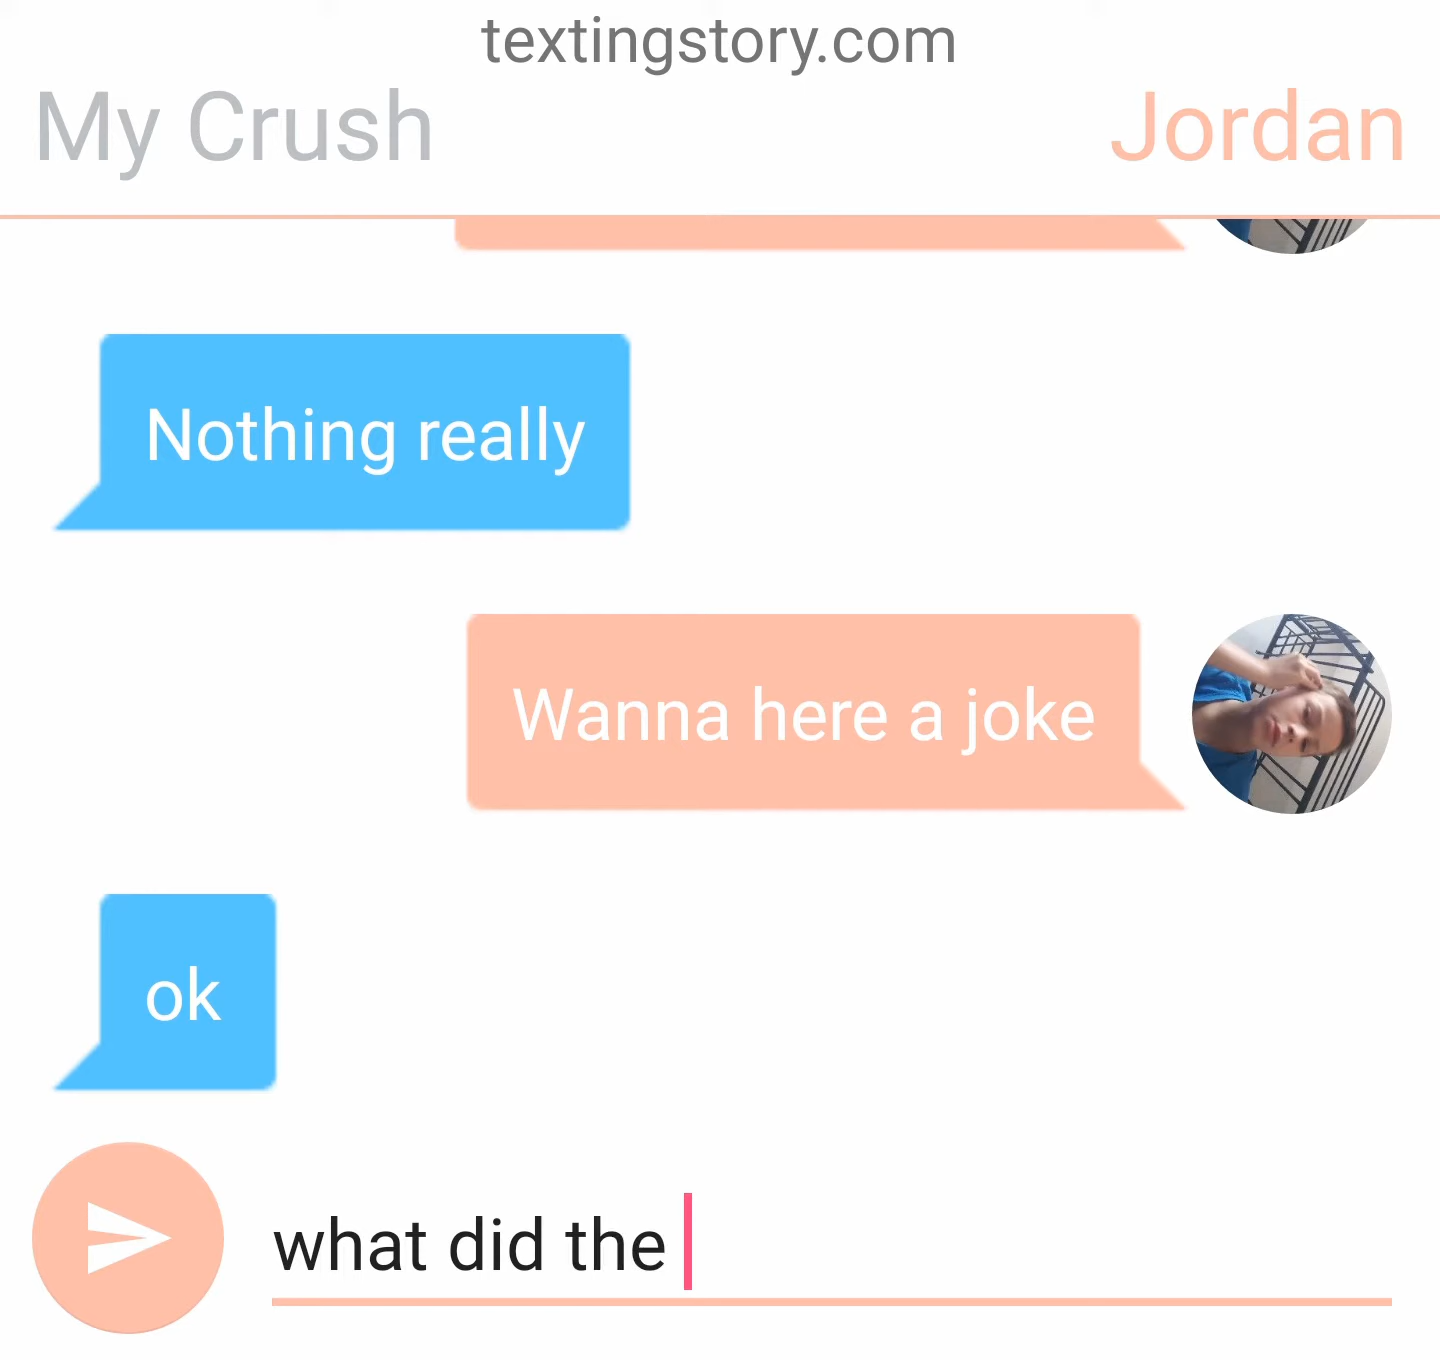 textingstory.com
My Crush
Jordan
Nothing really
Wanna here a joke
ok
what did the